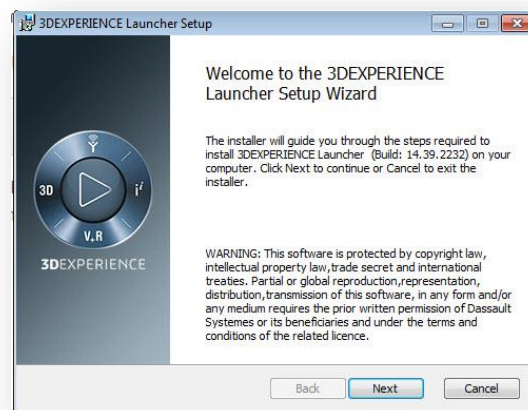 3DEXPERIENCE Launcher Setup
Welcome to the 3DEXPERIENCE
Launcher Setup Wizard
The installer will guide you through the steps required to
install 3DEXPERIENCE Launcher (Build: 14.39.2232) on your
computer. Click Next to continue or Cancel to exit the
installer.
3D
i²
V+R
3DEXPERIENCE
WARNING: This software is protected by copyright law,
intellectual property law,trade secret and international
treaties. Partial or global reproduction,representation,
distribution,transmission of this software, in any form and/or
any medium requires the prior written permission of Dassault
Systemes or its beneficiaries and under the terms and
conditions of the related licence.
Back
Next
Cancel